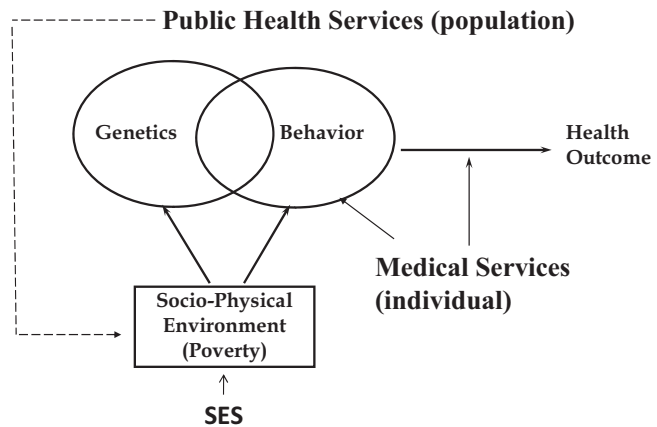 Public Health Services (population)
Genetics
Behavior
Health
Outcome
Medical Services
(individual)
Socio-Physical
Environment
(Poverty)
SES